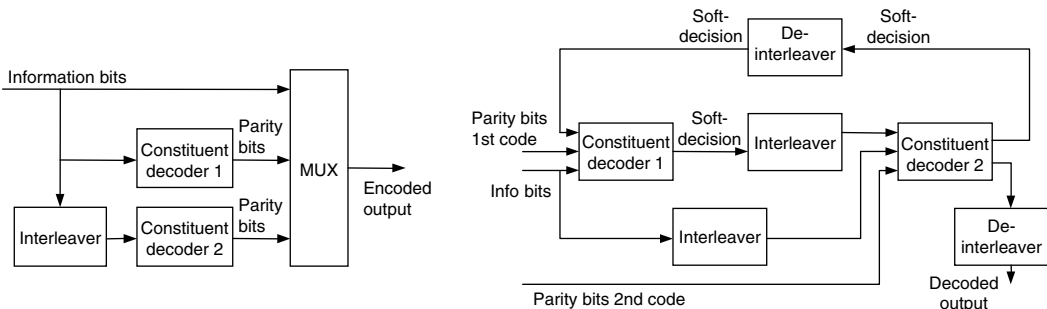 Information bits
Parity
bits
Constituent
decoder 1
MUX
Encoded
output
Parity
bits
Interleaver
Constituent
decoder 2
Soft-
decision
De-
interleaver
Soft-
decision
Parity bits
1st code
Constituent
decoder 1
Soft-
decision
Interleaver
Constituent
decoder 2
Info bits
Interleaver
De-
interleaver
Parity bits 2nd code
Decoded
output